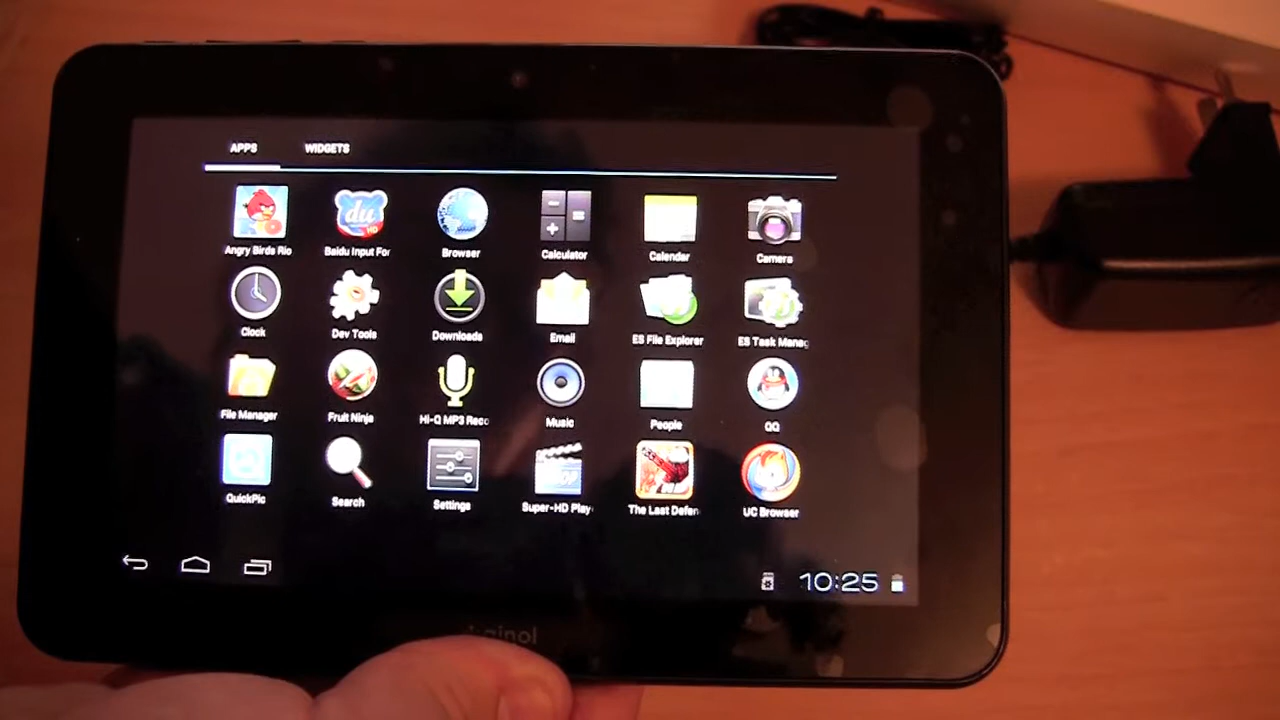 APPS WIDGETS
Angry Birds Rio Baidu Input For Browser Calculator Calendar Camera
du
HD
Clock Dev Tools Downloads Email ES File Explorer ES Task Manag
File Manager Fruit Ninja Hi-Q MP3 Reco Music People QQ
QuickPic Search Settings Super-HD Play The Last Defen UC Browser
10:25